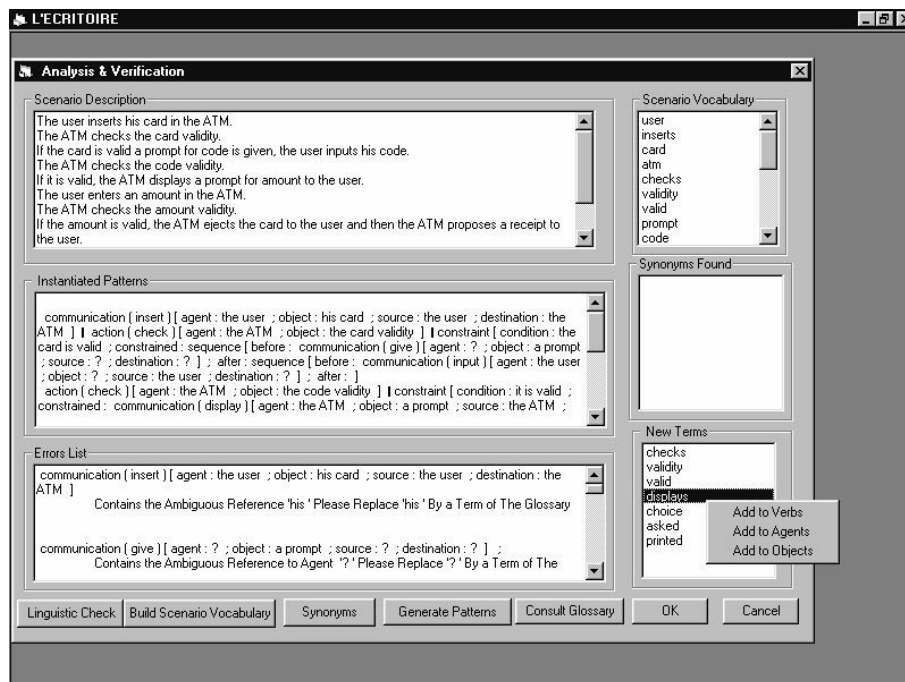 L'ECRITOIRE
Analysis & Verification
Scenario Description
The user inserts his card in the ATM.
The ATM checks the card validity.
If the card is valid a prompt for code is given, the user inputs his code.
The ATM checks the code validity.
If it is valid, the ATM displays a prompt for amount to the user.
The user enters an amount in the ATM.
The ATM checks the amount validity.
If the amount is valid, the ATM ejects the card to the user and then the ATM proposes a receipt to
the user.
Scenario Vocabulary
user
inserts
card
atm
checks
validity
valid
prompt
code
Instantiated Patterns
communication ( insert ) [ agent : the user ; object : his card ; source : the user ; destination : the
ATM ] | action ( check ) [ agent : the ATM ; object : the card validity ] | constraint [ condition : the
card is valid ; constrained : sequence [ before : communication ( give ) [ agent : ? ; object : a prompt
; source : ? ; destination : ? ] ; after : sequence [ before : communication ( input ) [ agent : the user
; object : ? ; source : the user ; destination : ? ] ; after : ]
action ( check ) [ agent : the ATM ; object : the code validity ] | constraint [ condition : it is valid ;
constrained : communication ( display ) [ agent : the ATM ; object : a prompt ; source : the ATM ;
Synonyms Found
Errors List
communication ( insert ) [ agent : the user ; object : his card ; source : the user ; destination : the
ATM ]
Contains the Ambiguous Reference 'his ' Please Replace 'his ' By a Term of The Glossary
communication ( give ) [ agent : ? ; object : a prompt ; source : ? ; destination : ? ] ;
Contains the Ambiguous Reference to Agent '?' Please Replace '?' By a Term of The
New Terms
checks
validity
valid
displays
choice
asked
printed
Add to Verbs
Add to Agents
Add to Objects
Linguistic Check
Build Scenario Vocabulary
Synonyms
Generate Patterns
Consult Glossary
OK
Cancel